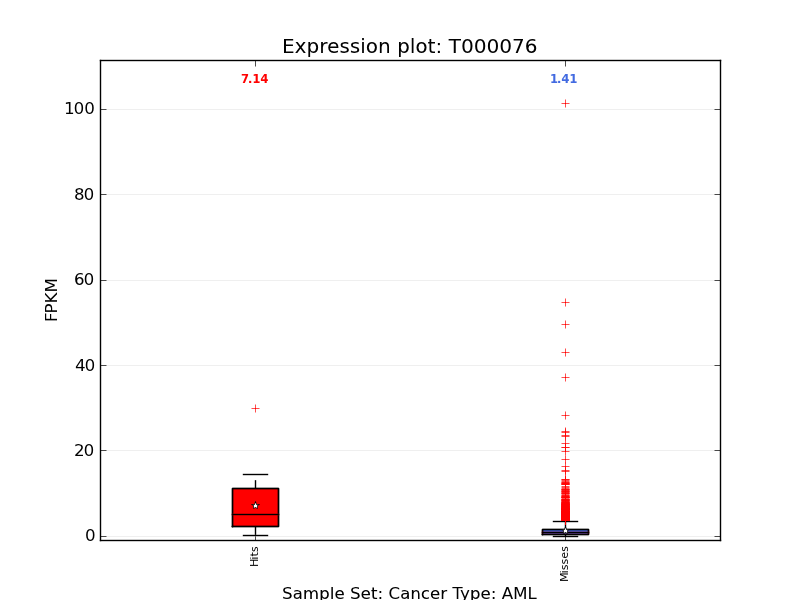 Expression plot: T000076
7.14
1.41
100
80
60
40
20
0
FPKM
Hits
Misses
Sample Set: Cancer Type: AML